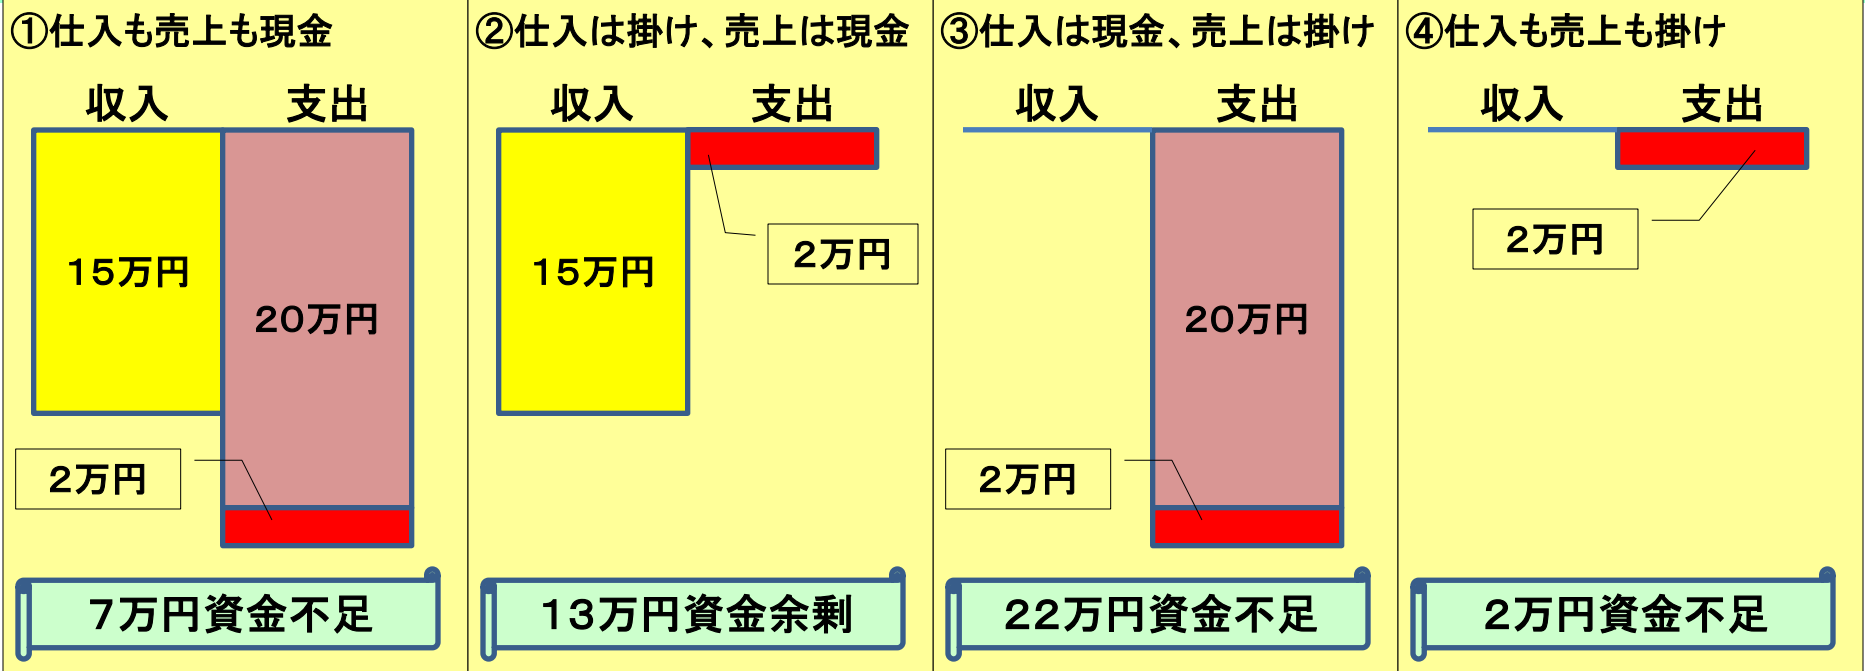 ①仕入も売上も現金
収入 支出
15万円
20万円
2万円
7万円資金不足
②仕入は掛け、売上は現金
収入 支出
2万円
15万円
13万円資金余剰
③仕入は現金、売上は掛け
収入 支出
20万円
2万円
22万円資金不足
④仕入も売上も掛け
収入 支出
2万円
2万円資金不足